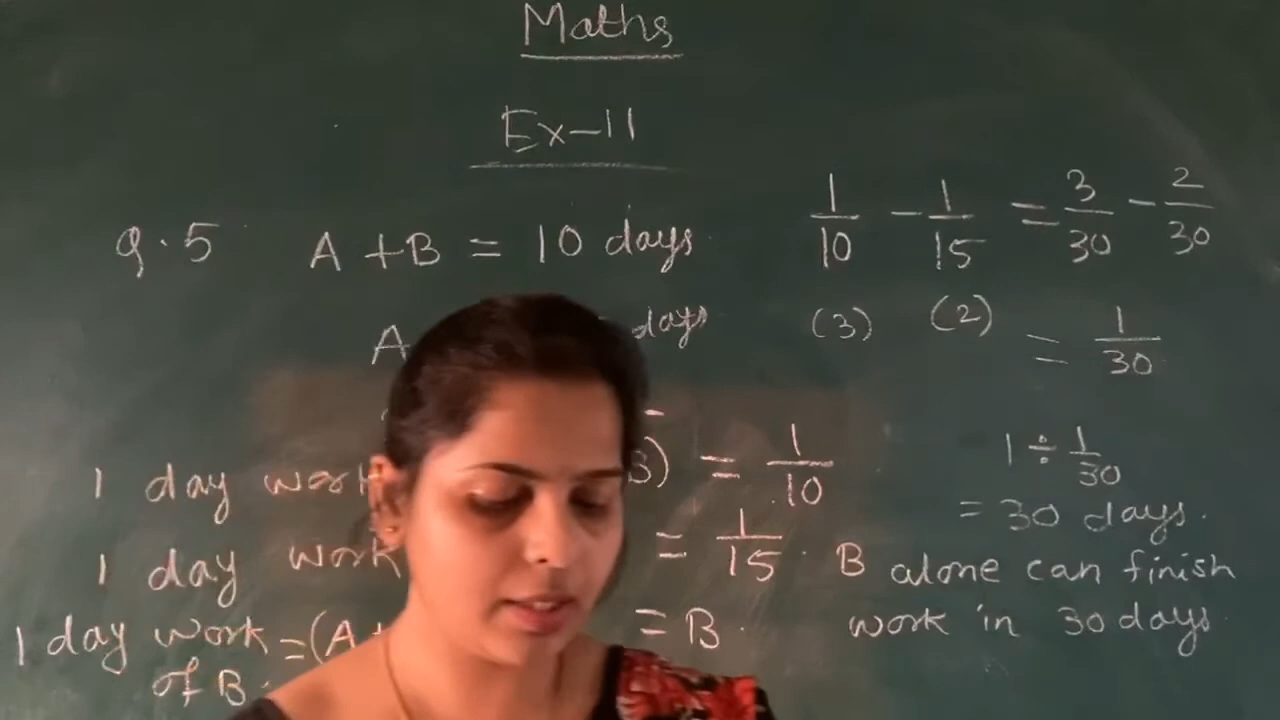 Maths
Ex-11
Q.5 A + B = 10 days
A days
1 day work B) = 1/10
1 day work = 1/15.
1 day work = (A+ = B.
of B.
1/10 - 1/15 = 3/30 - 2/30
(3) (2)
= 1/30
1 ÷ 1/30
= 30 days.
B alone can finish
work in 30 days.